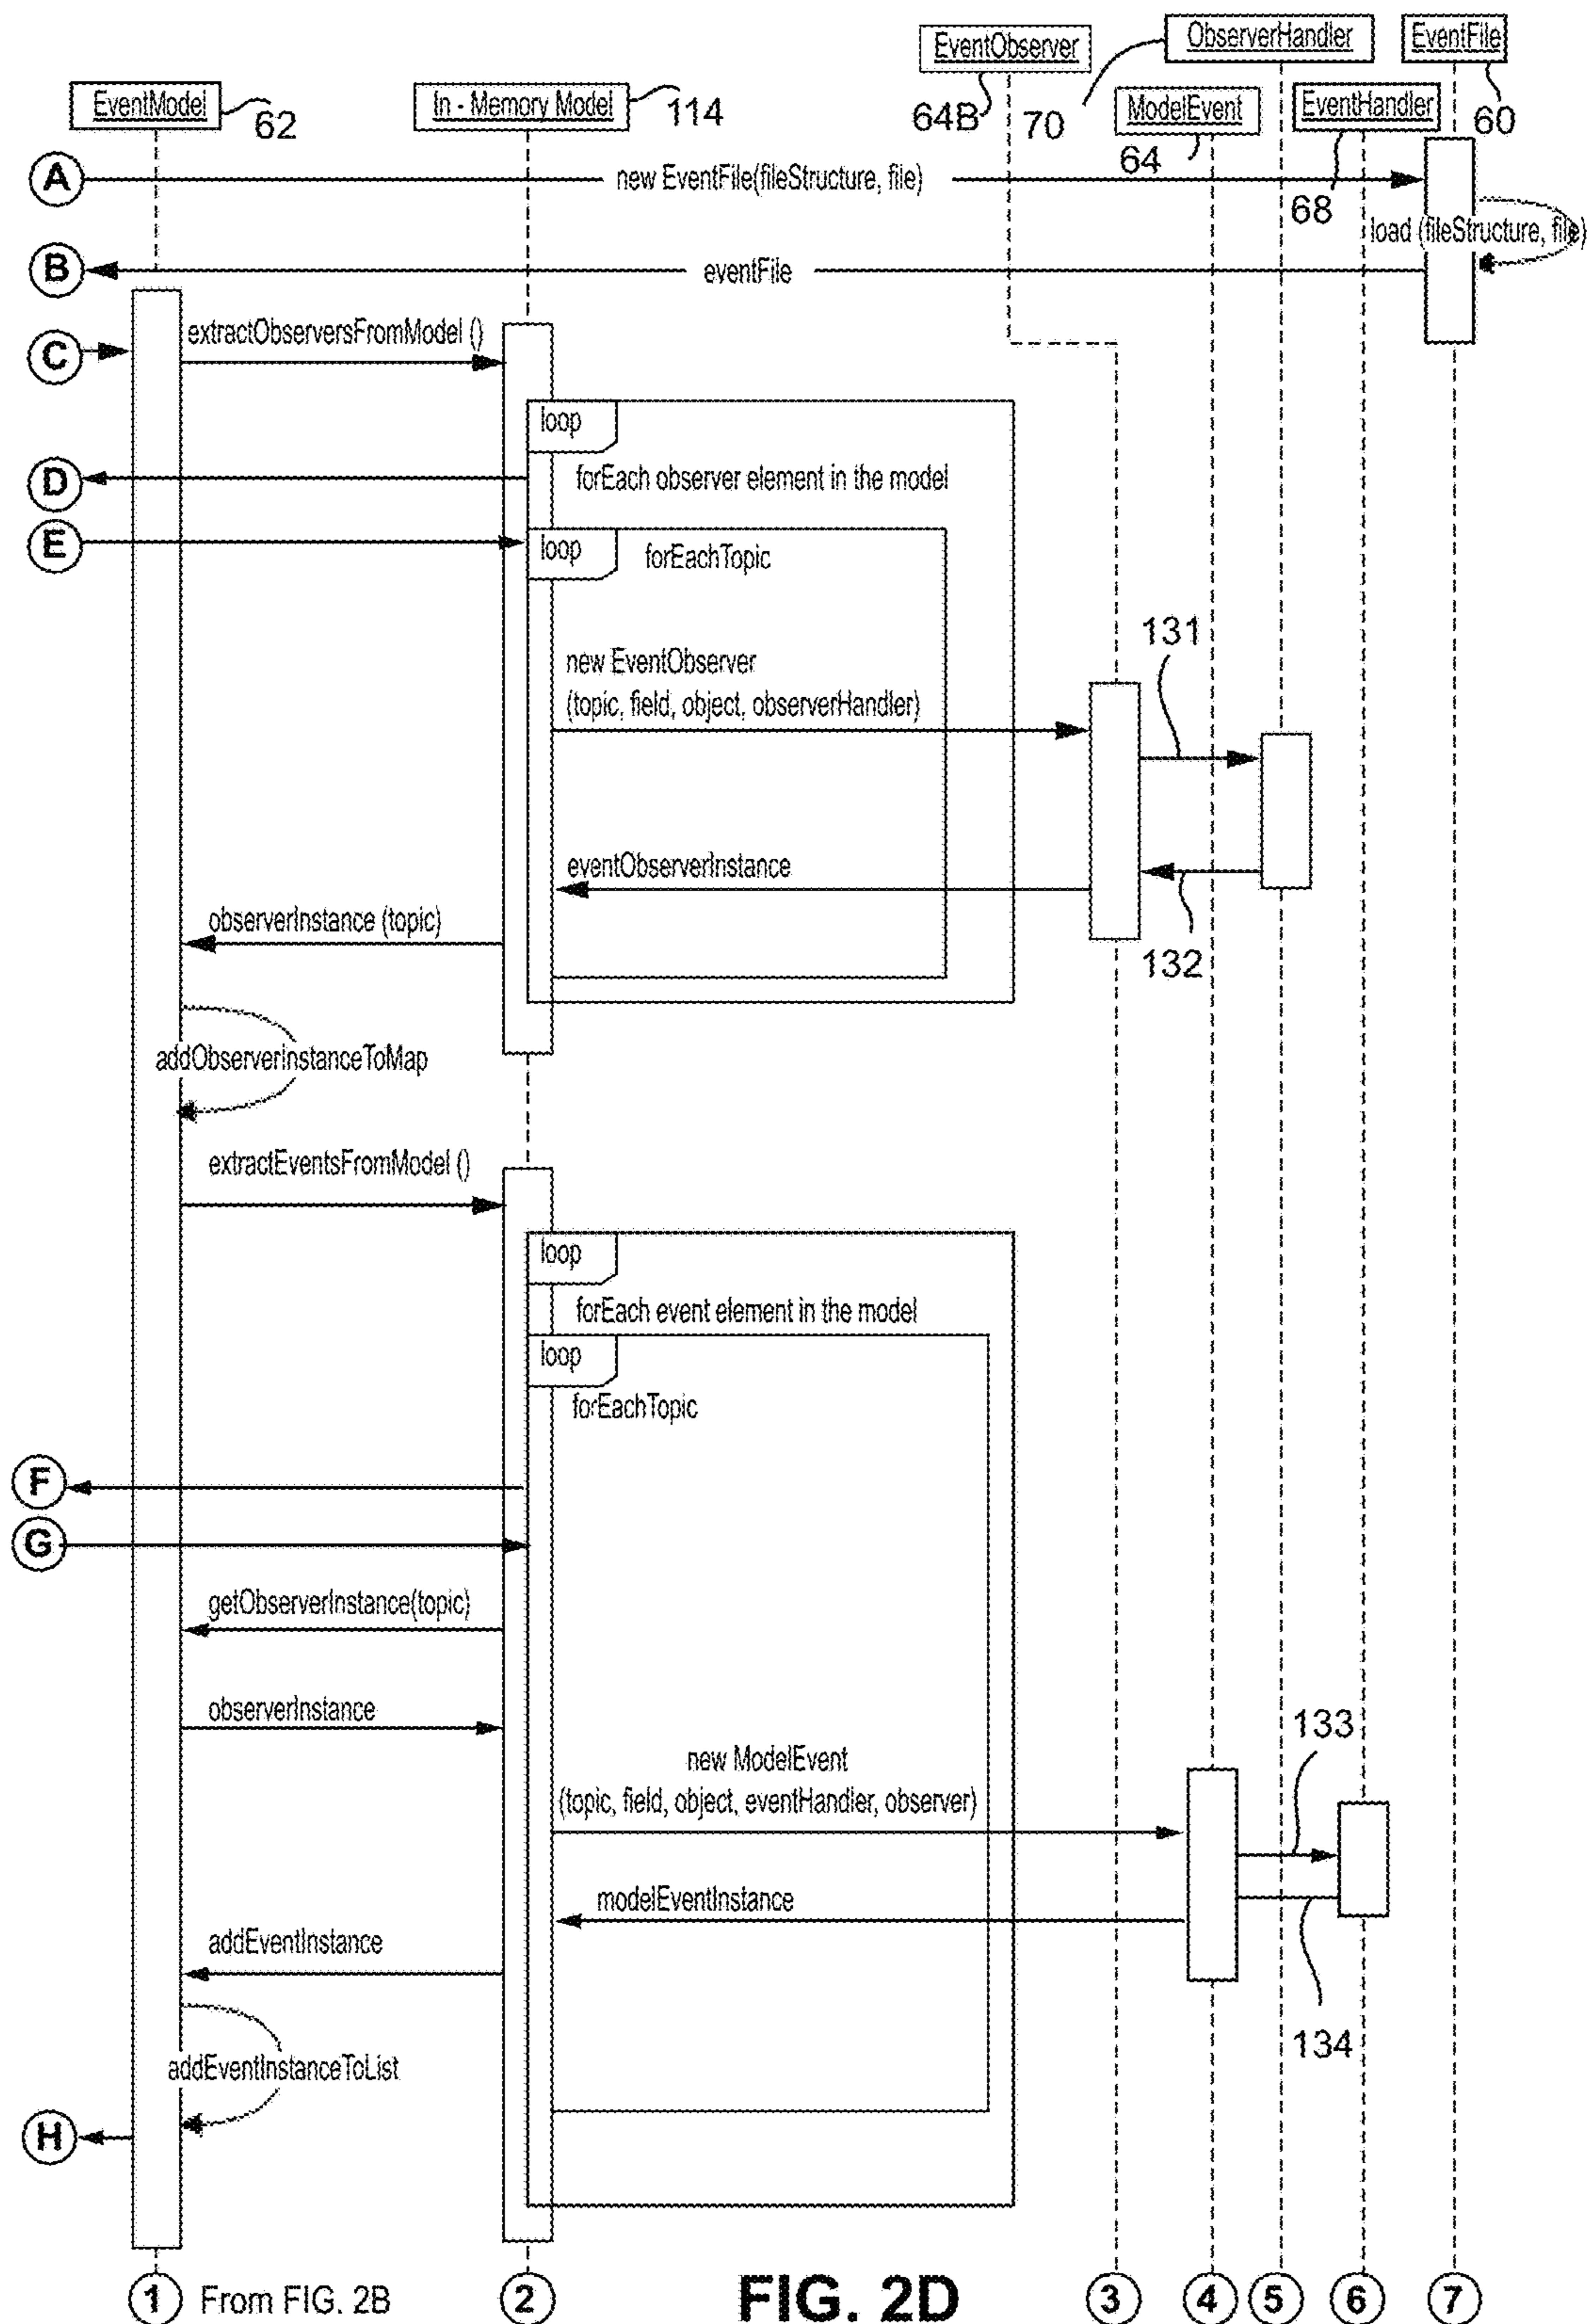 EventObserver
ObserverHandler
EventFile
EventModel
62
In - Memory Model
114
64B
70
ModelEvent
64
EventHandler
68
60
A
new EventFile(fileStructure, file)
load (fileStructure, file)
B
eventFile
C
extractObserversFromModel ()
loop
D
forEach observer element in the model
E
loop
forEachTopic
131
new EventObserver
(topic, field, object, observerHandler)
eventObserverInstance
observerInstance (topic)
132
addObserverInstanceToMap
extractEventsFromModel ()
loop
forEach event element in the model
loop
forEachTopic
F
G
getObserverInstance(topic)
observerInstance
133
new ModelEvent
(topic, field, object, eventHandler, observer)
modelEventInstance
addEventInstance
134
addEventInstanceToList
H
1 From FIG. 2B
2
FIG. 2D
3
4
5
6
7